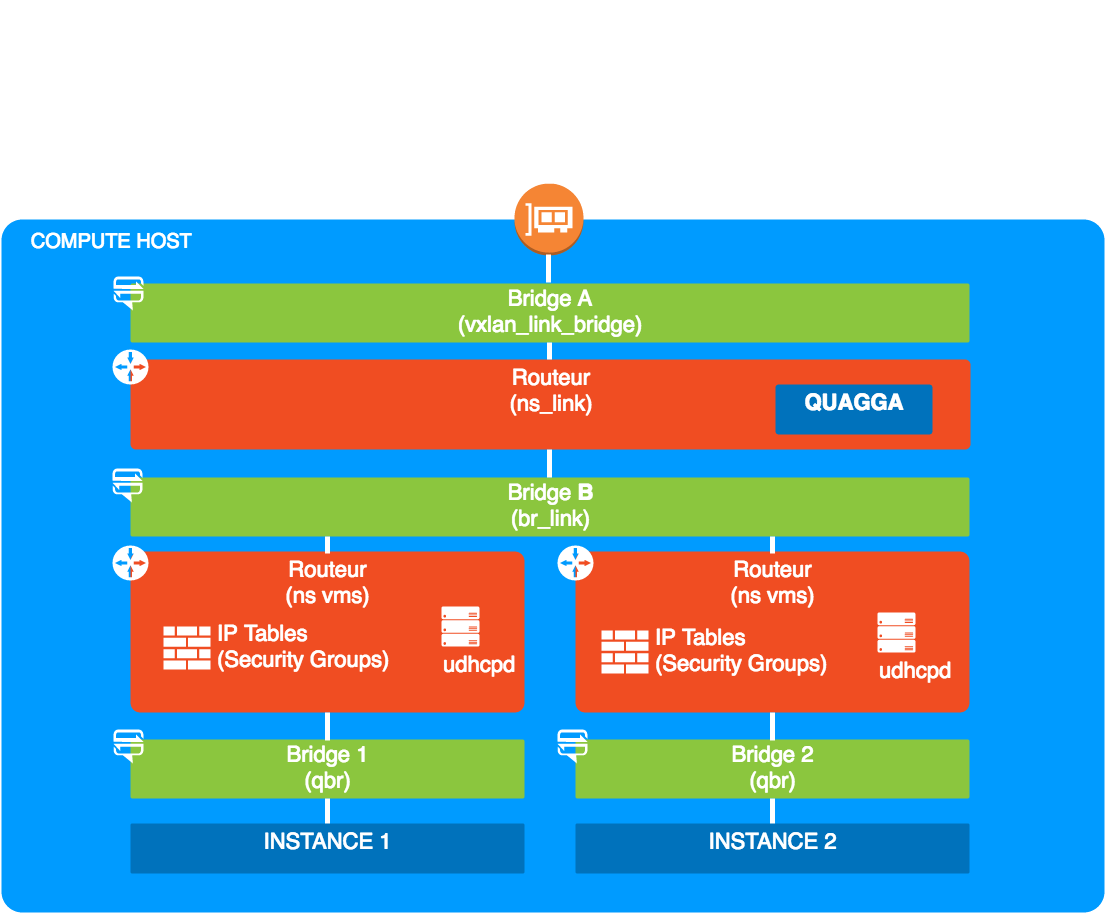 COMPUTE HOST
Bridge A
(vxlan_link_bridge)
Routeur
(ns_link)
QUAGGA
Bridge B
(br_link)
Routeur
(ns vms)
IP Tables
(Security Groups)
udhcpd
Routeur
(ns vms)
IP Tables
(Security Groups)
udhcpd
Bridge 1
(qbr)
Bridge 2
(qbr)
INSTANCE 1
INSTANCE 2